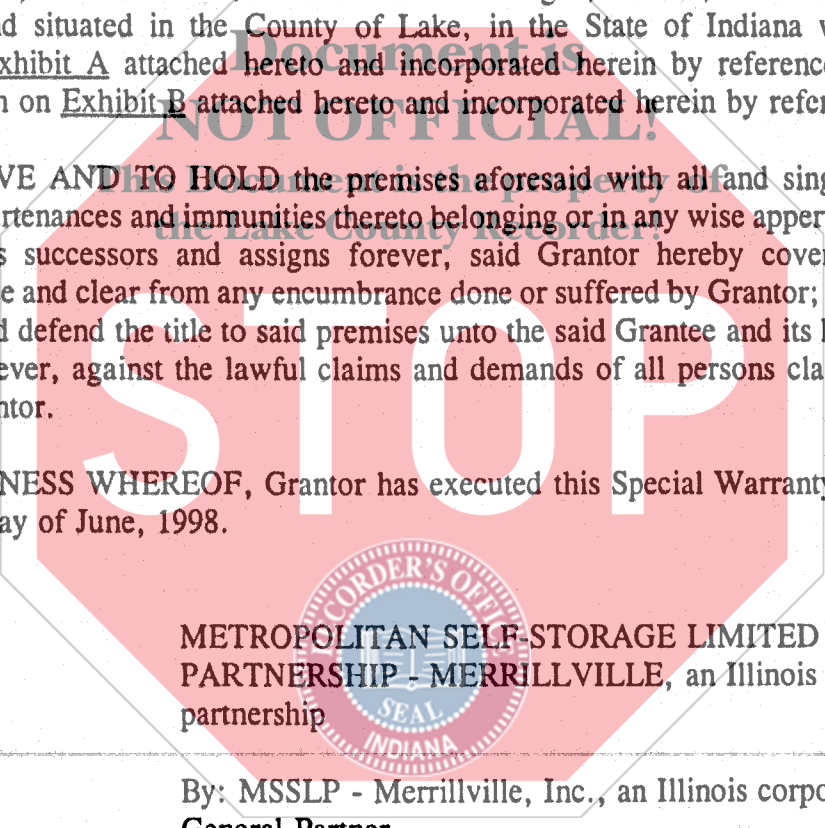 d situated in the County of Lake, in the State of Indiana
Exhibit A attached hereto and incorporated herein by reference
n on Exhibit B attached hereto and incorporated herein by refer
Document is
NOT OFFICIAL!
This Document is the property of
the Lake County Recorder!
VE AND TO HOLD the premises aforesaid with all and sing
rtenances and immunities thereto belonging or in any wise apper
s successors and assigns forever, said Grantor hereby cove
e and clear from any encumbrance done or suffered by Grantor;
d defend the title to said premises unto the said Grantee and its
ever, against the lawful claims and demands of all persons cla
ntor.
STOP
NESS WHEREOF, Grantor has executed this Special Warranty
ay of June, 1998.
RECORDER'S OFFICE
SEAL
INDIANA
METROPOLITAN SELF-STORAGE LIMITED
PARTNERSHIP - MERRILLVILLE, an Illinois
partnership
By: MSSLP - Merrillville, Inc., an Illinois corpo
General Partner